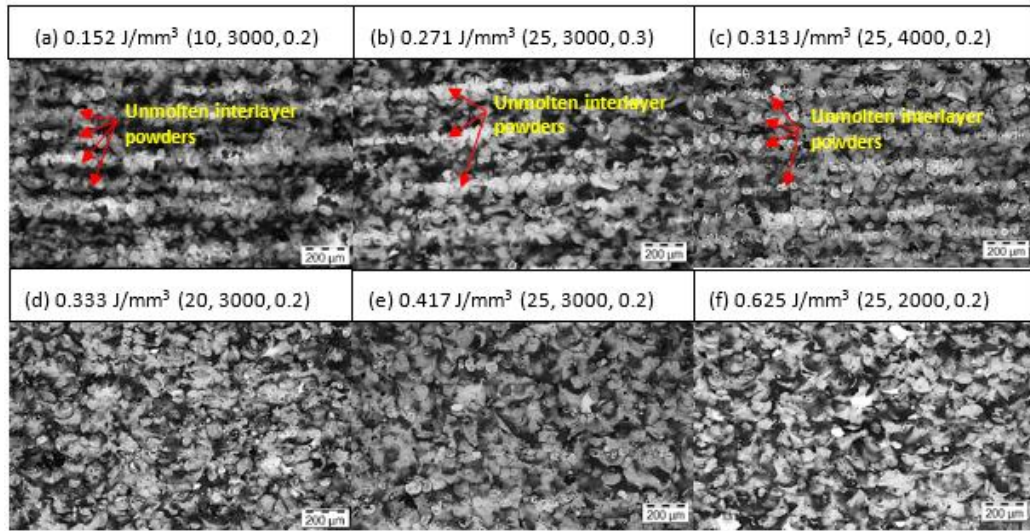 (a) 0.152 J/mm³ (10, 3000, 0.2)
(b) 0.271 J/mm³ (25, 3000, 0.3)
(c) 0.313 J/mm³ (25, 4000, 0.2)
Unmolten interlayer
powders
200 µm
Unmolten interlayer
powders
200 µm
Unmolten interlayer
powders
200 µm
(d) 0.333 J/mm³ (20, 3000, 0.2)
(e) 0.417 J/mm³ (25, 3000, 0.2)
(f) 0.625 J/mm³ (25, 2000, 0.2)
200 µm
200 µm
200 µm